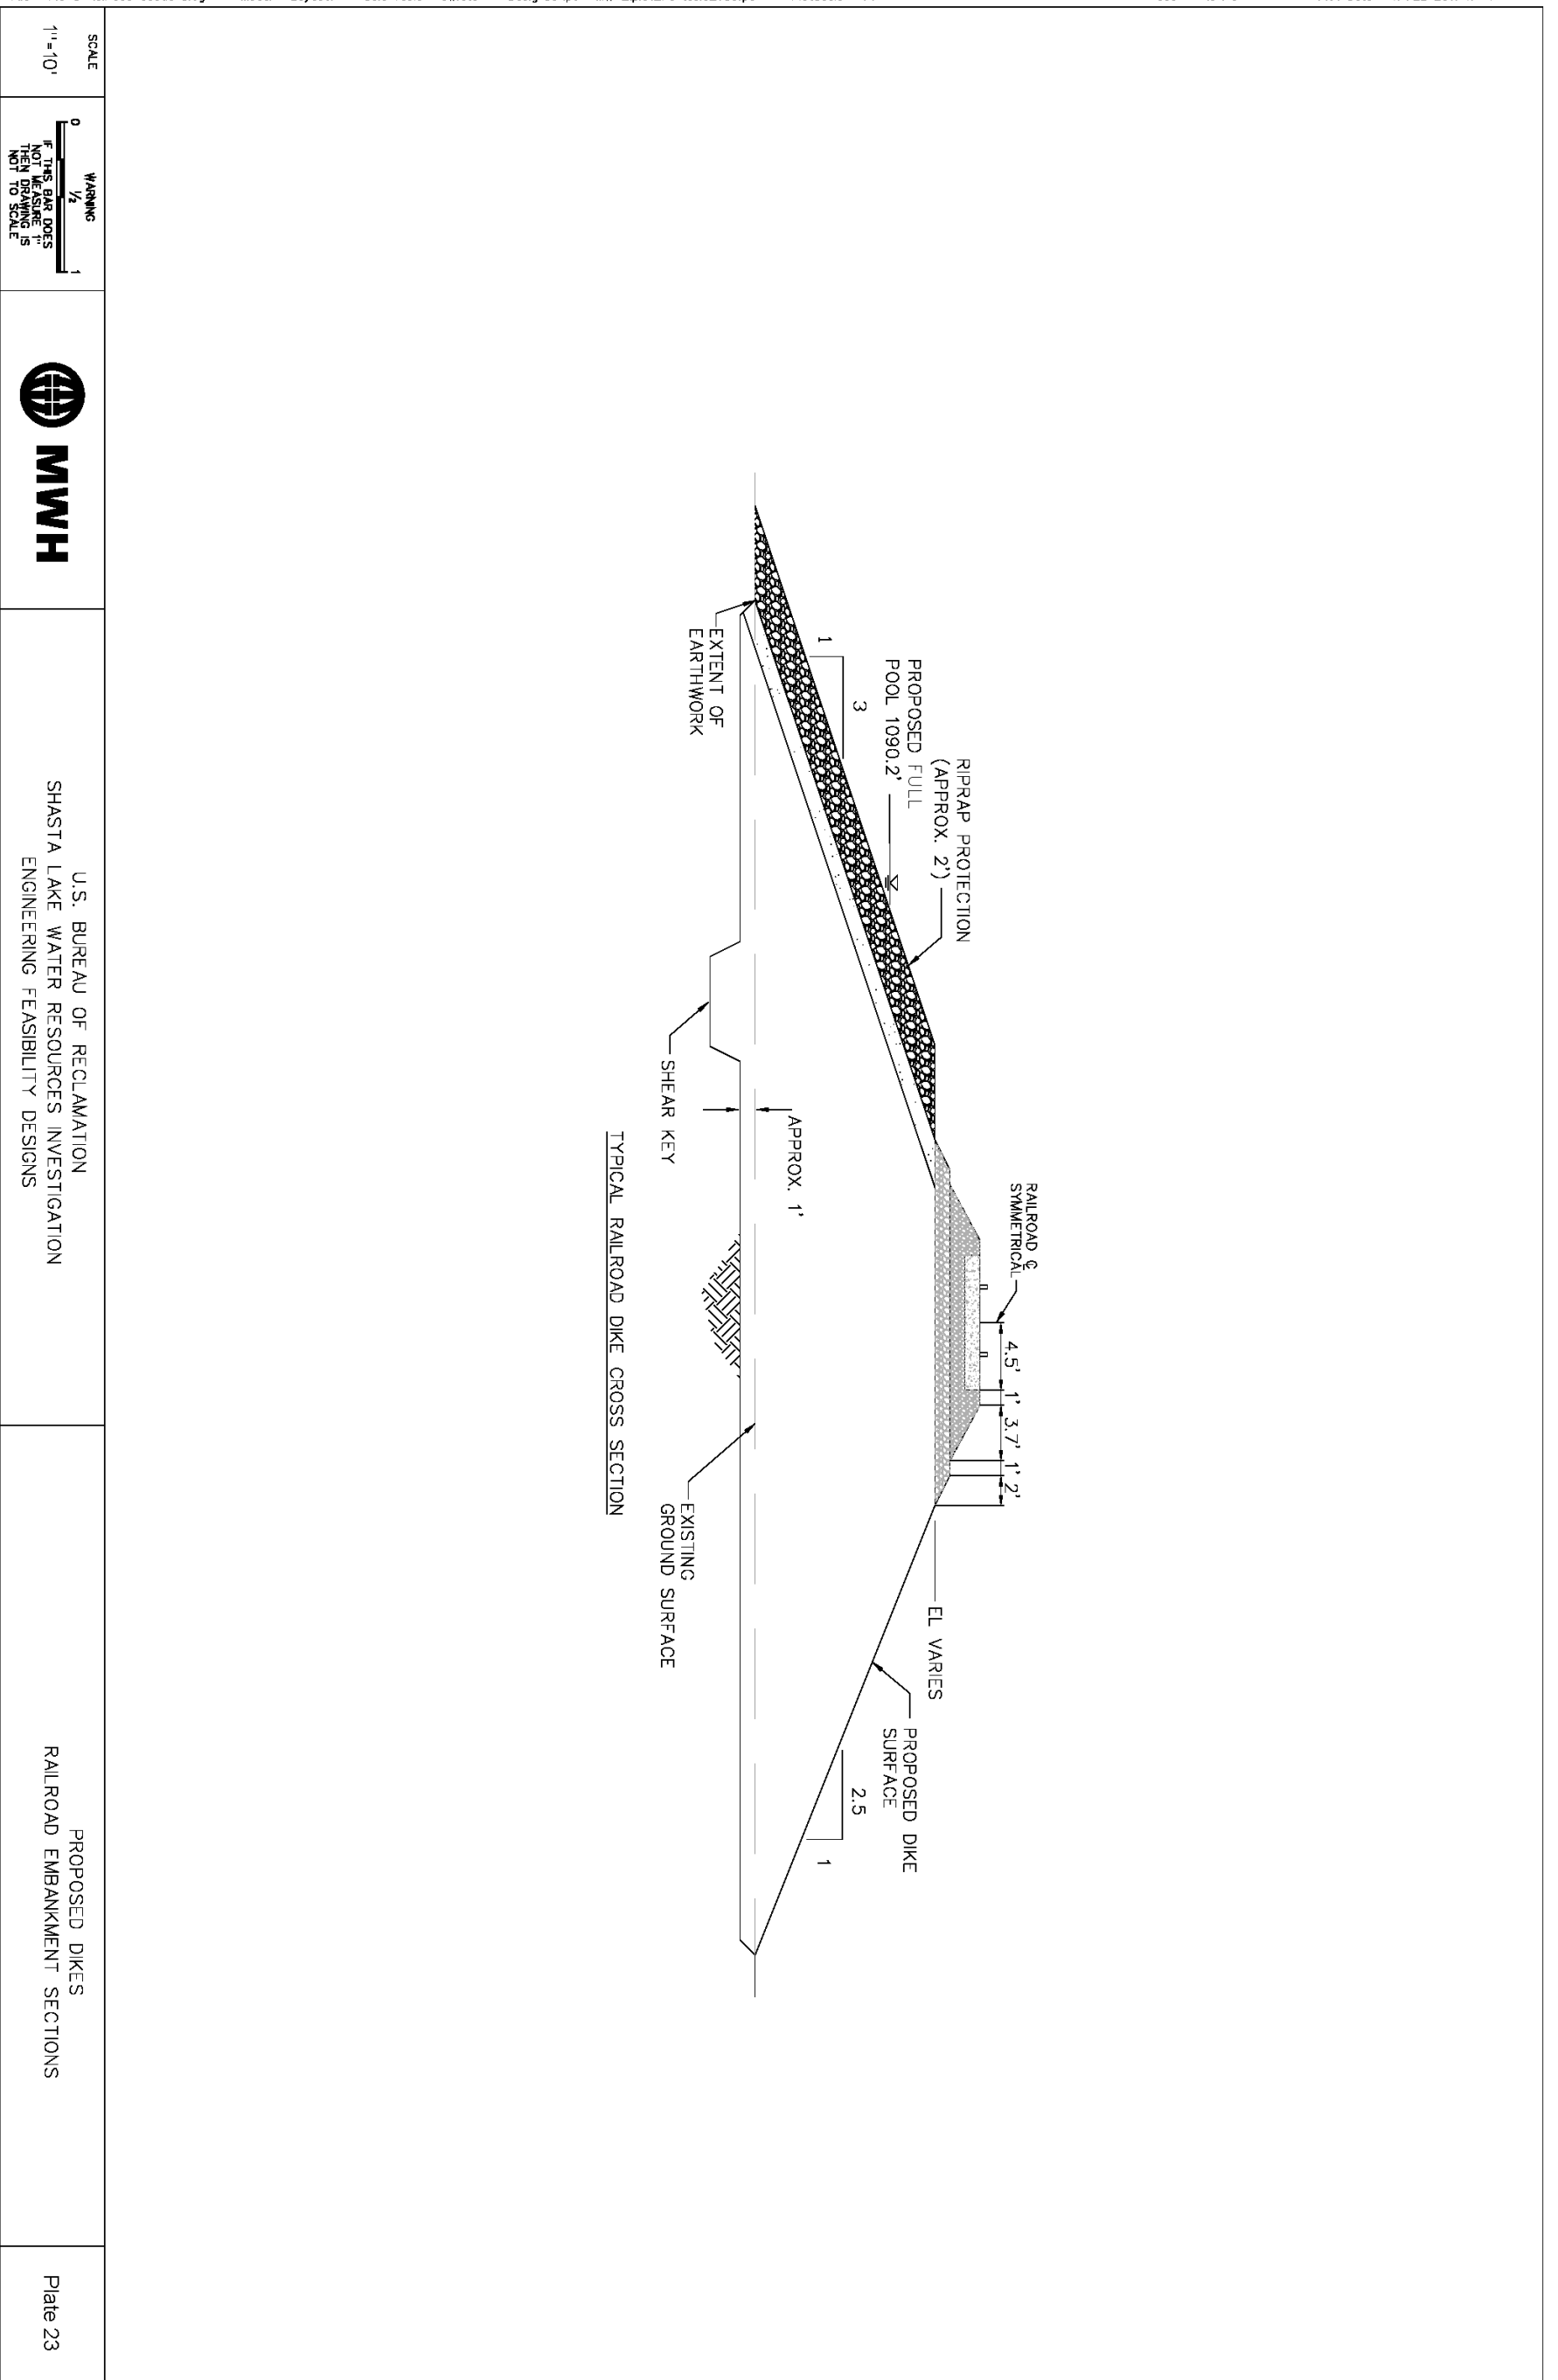 RAILROAD ℄
SYMMETRICAL
4.5' 1' 3.7' 1' 2'
RIPRAP PROTECTION
(APPROX. 2')
PROPOSED FULL
POOL 1090.2'
1
3
EL VARIES
PROPOSED DIKE
SURFACE
2.5
1
APPROX. 1'
EXTENT OF
EARTHWORK
SHEAR KEY
EXISTING
GROUND SURFACE
TYPICAL RAILROAD DIKE CROSS SECTION
SCALE
1"=10'
WARNING
0 1/2 1
IF THIS BAR DOES
NOT MEASURE 1"
THEN DRAWING IS
NOT TO SCALE
MWH
U.S. BUREAU OF RECLAMATION
SHASTA LAKE WATER RESOURCES INVESTIGATION
ENGINEERING FEASIBILITY DESIGNS
PROPOSED DIKES
RAILROAD EMBANKMENT SECTIONS
Plate 23